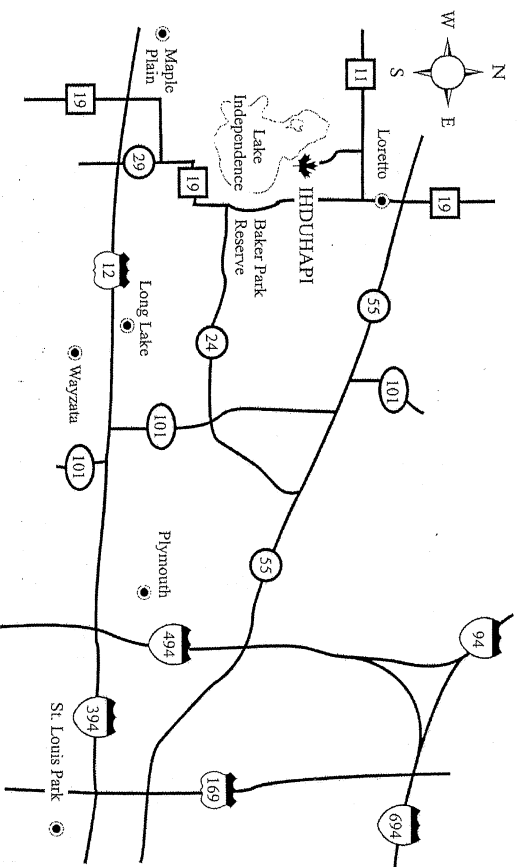 N
W
E
S
94
19
694
101
Loretto
55
11
IHDUHAPI
Lake
Independence
Baker Park
Reserve
55
169
24
19
Maple
Plain
494
101
Plymouth
Long Lake
29
12
394
19
101
Wayzata
St. Louis Park